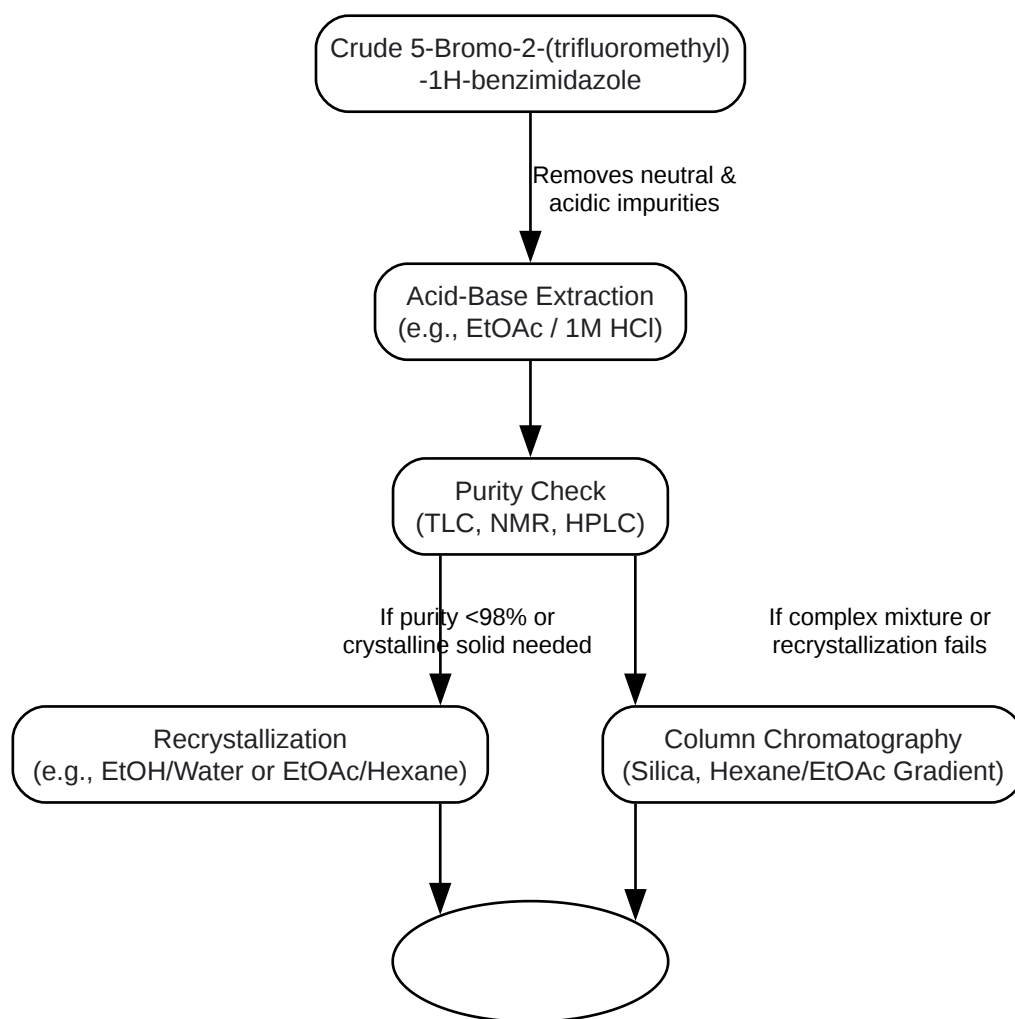 Crude 5-Bromo-2-(trifluoromethyl)
-1H-benzimidazole
Removes neutral &
acidic impurities
Acid-Base Extraction
(e.g., EtOAc / 1M HCl)
Purity Check
(TLC, NMR, HPLC)
If purity <98% or
crystalline solid needed
If complex mixture or
recrystallization fails
Recrystallization
(e.g., EtOH/Water or EtOAc/Hexane)
Column Chromatography
(Silica, Hexane/EtOAc Gradient)